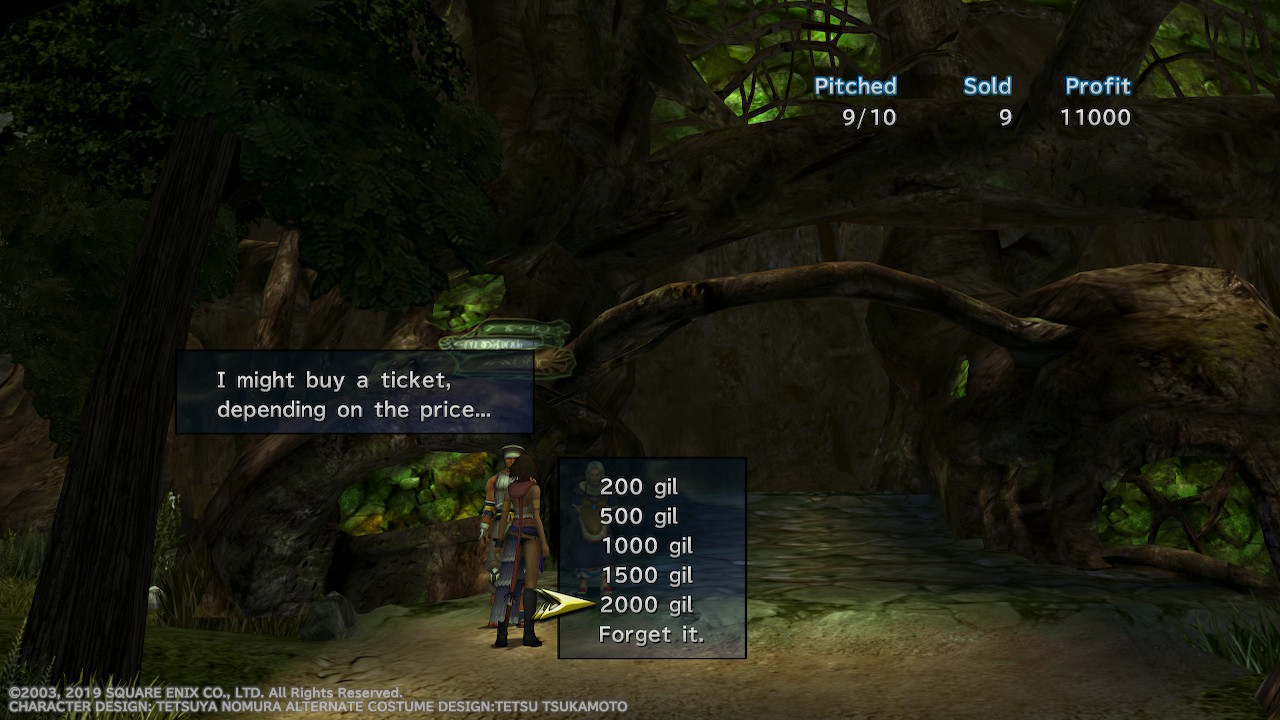 Pitched Sold Profit
9/10 9 11000
I might buy a ticket,
depending on the price...
200 gil
500 gil
1000 gil
1500 gil
2000 gil
Forget it.
©2003, 2019 SQUARE ENIX CO., LTD. All Rights Reserved.
CHARACTER DESIGN: TETSUYA NOMURA ALTERNATE COSTUME DESIGN:TETSU TSUKAMOTO